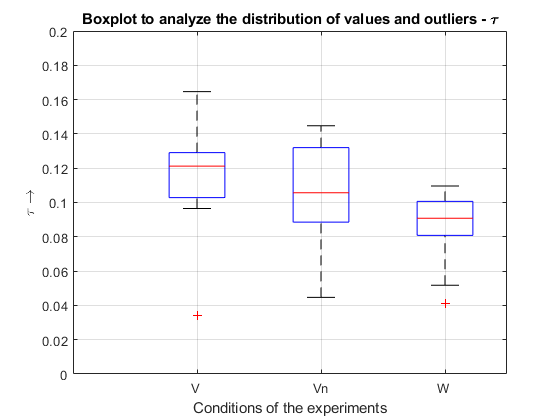 Boxplot to analyze the distribution of values and outliers - τ
0.2
0.18
0.16
0.14
0.12
0.1
0.08
0.06
0.04
0.02
0
τ →
V Vn W
Conditions of the experiments